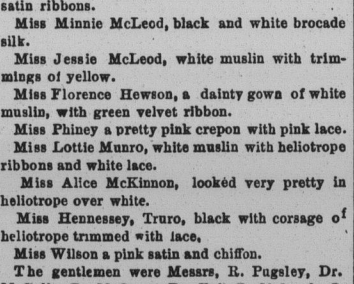 satin ribbons.
Miss Minnie McLeod, black and white brocade
silk.
Miss Jessie McLeod, white muslin with trim-
mings of yellow.
Miss Florence Hewson, a dainty gown of white
muslin, with green velvet ribbon.
Miss Phiney a pretty pink crepon with pink lace.
Miss Lottie Munro, white muslin with heliotrope
ribbons and white lace.
Miss Alice McKinnon, looked very pretty in
heliotrope over white.
Miss Hennessey, Truro, black with corsage of
heliotrope trimmed with lace,
Miss Wilson a pink satin and chiffon.
The gentlemen were Messrs, R. Pugsley, Dr.